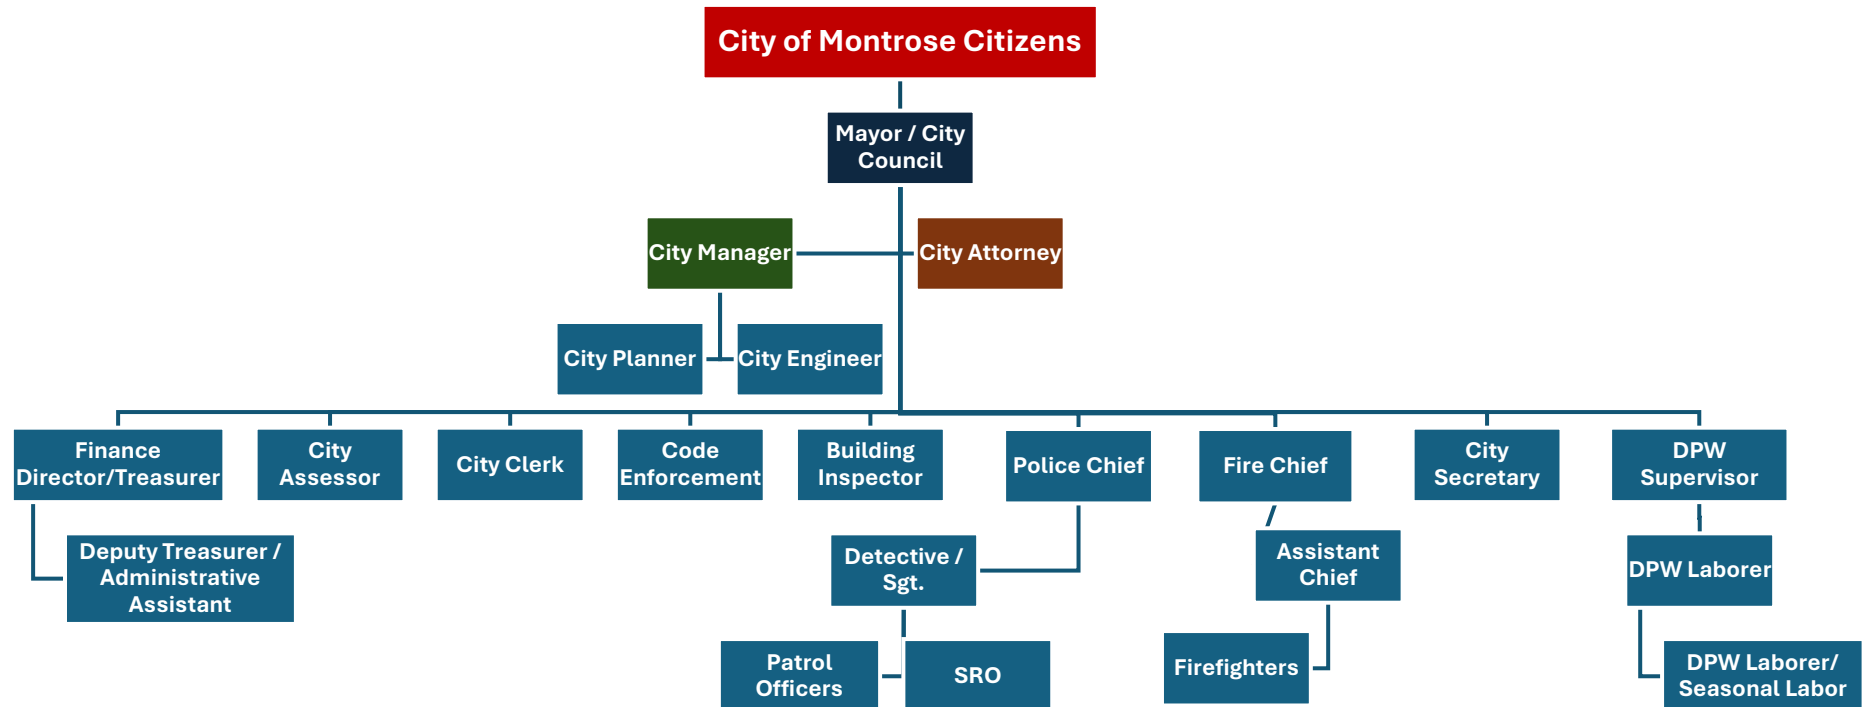 City of Montrose Citizens
Mayor / City
Council
City Manager
City Attorney
City Planner
City Engineer
Finance
Director/Treasurer
City
Assessor
City Clerk
Code
Enforcement
Building
Inspector
Police Chief
Fire Chief
City
Secretary
DPW
Supervisor
Deputy Treasurer /
Administrative
Assistant
Detective /
Sgt.
Assistant
Chief
DPW Laborer
Patrol
Officers
SRO
Firefighters
DPW Laborer/
Seasonal Labor